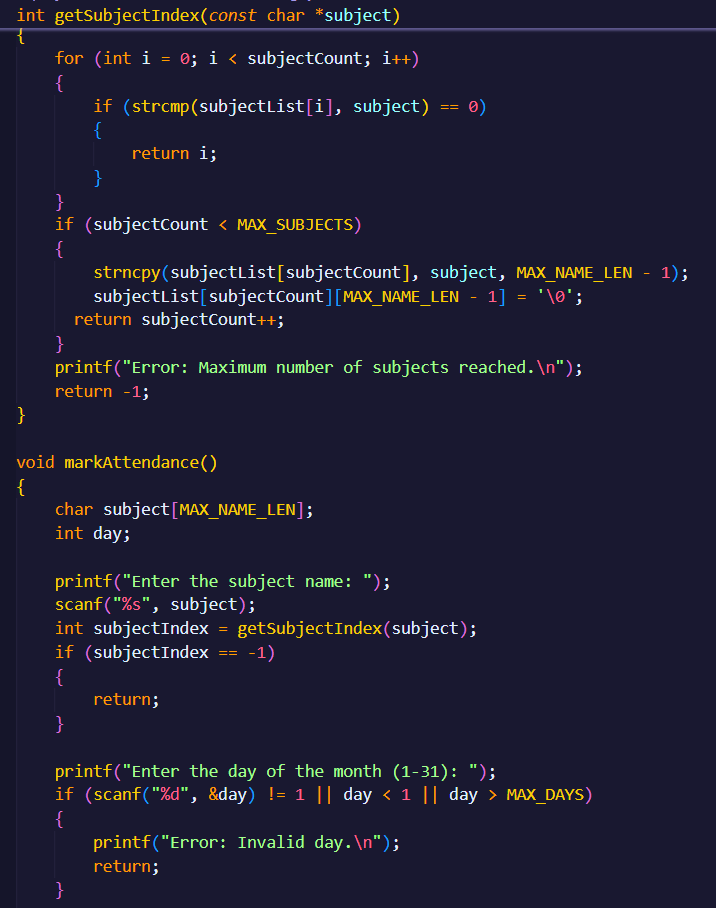 int getSubjectIndex(const char *subject)
{
    for (int i = 0; i < subjectCount; i++)
    {
        if (strcmp(subjectList[i], subject) == 0)
        {
            return i;
        }
    }
    if (subjectCount < MAX_SUBJECTS)
    {
        strncpy(subjectList[subjectCount], subject, MAX_NAME_LEN - 1);
        subjectList[subjectCount][MAX_NAME_LEN - 1] = '\0';
      return subjectCount++;
    }
    printf("Error: Maximum number of subjects reached.\n");
    return -1;
}

void markAttendance()
{
    char subject[MAX_NAME_LEN];
    int day;

    printf("Enter the subject name: ");
    scanf("%s", subject);
    int subjectIndex = getSubjectIndex(subject);
    if (subjectIndex == -1)
    {
        return;
    }

    printf("Enter the day of the month (1-31): ");
    if (scanf("%d", &day) != 1 || day < 1 || day > MAX_DAYS)
    {
        printf("Error: Invalid day.\n");
        return;
    }